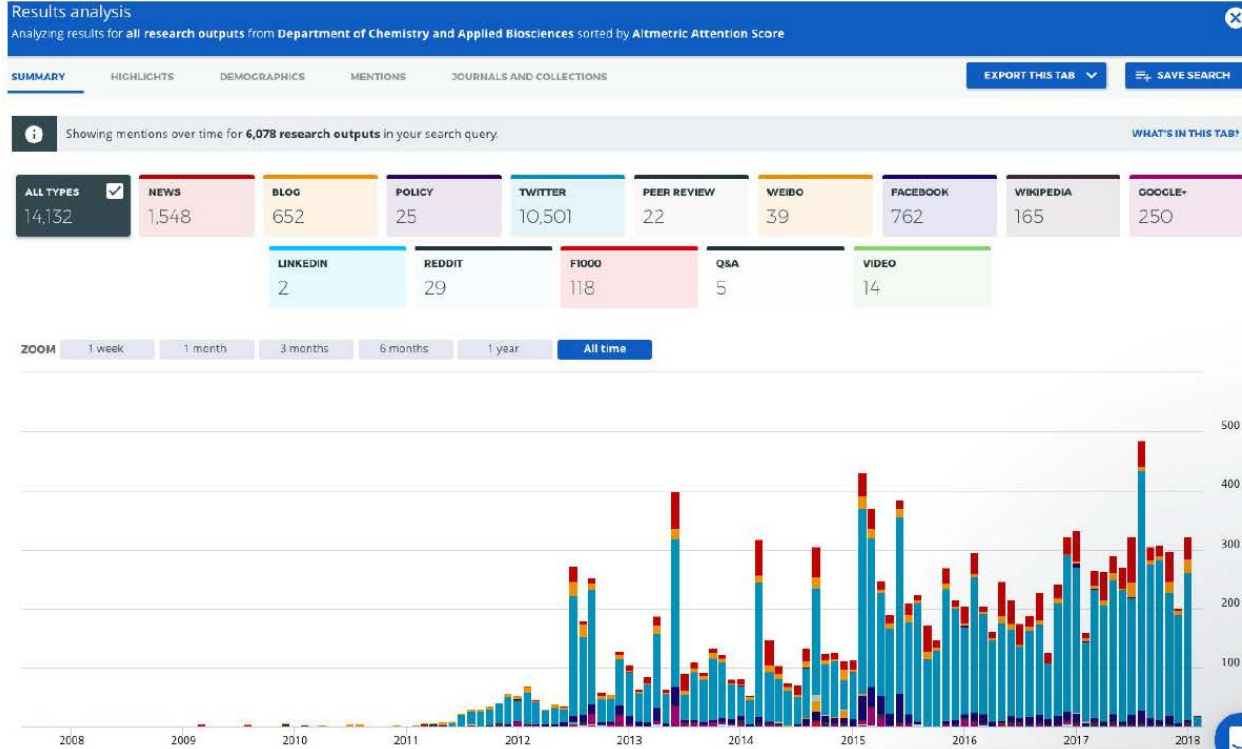 Results analysis
Analyzing results for all research outputs from Department of Chemistry and Applied Biosciences sorted by Altmetric Attention Score
SUMMARY HIGHLIGHTS DEMOGRAPHICS MENTIONS JOURNALS AND COLLECTIONS EXPORT THIS TAB SAVE SEARCH
Showing mentions over time for 6,078 research outputs in your search query. WHAT'S IN THIS TAB?
ALL TYPES NEWS BLOG POLICY TWITTER PEER REVIEW WEIBO FACEBOOK WIKIPEDIA GOOGLE+
14,132 1,548 652 25 10,501 22 39 762 165 250
LINKEDIN REDDIT F1000 Q&A VIDEO
2 29 118 5 14
ZOOM 1 week 1 month 3 months 6 months 1 year All time
500
400
300
200
100
2008 2009 2010 2011 2012 2013 2014 2015 2016 2017 2018